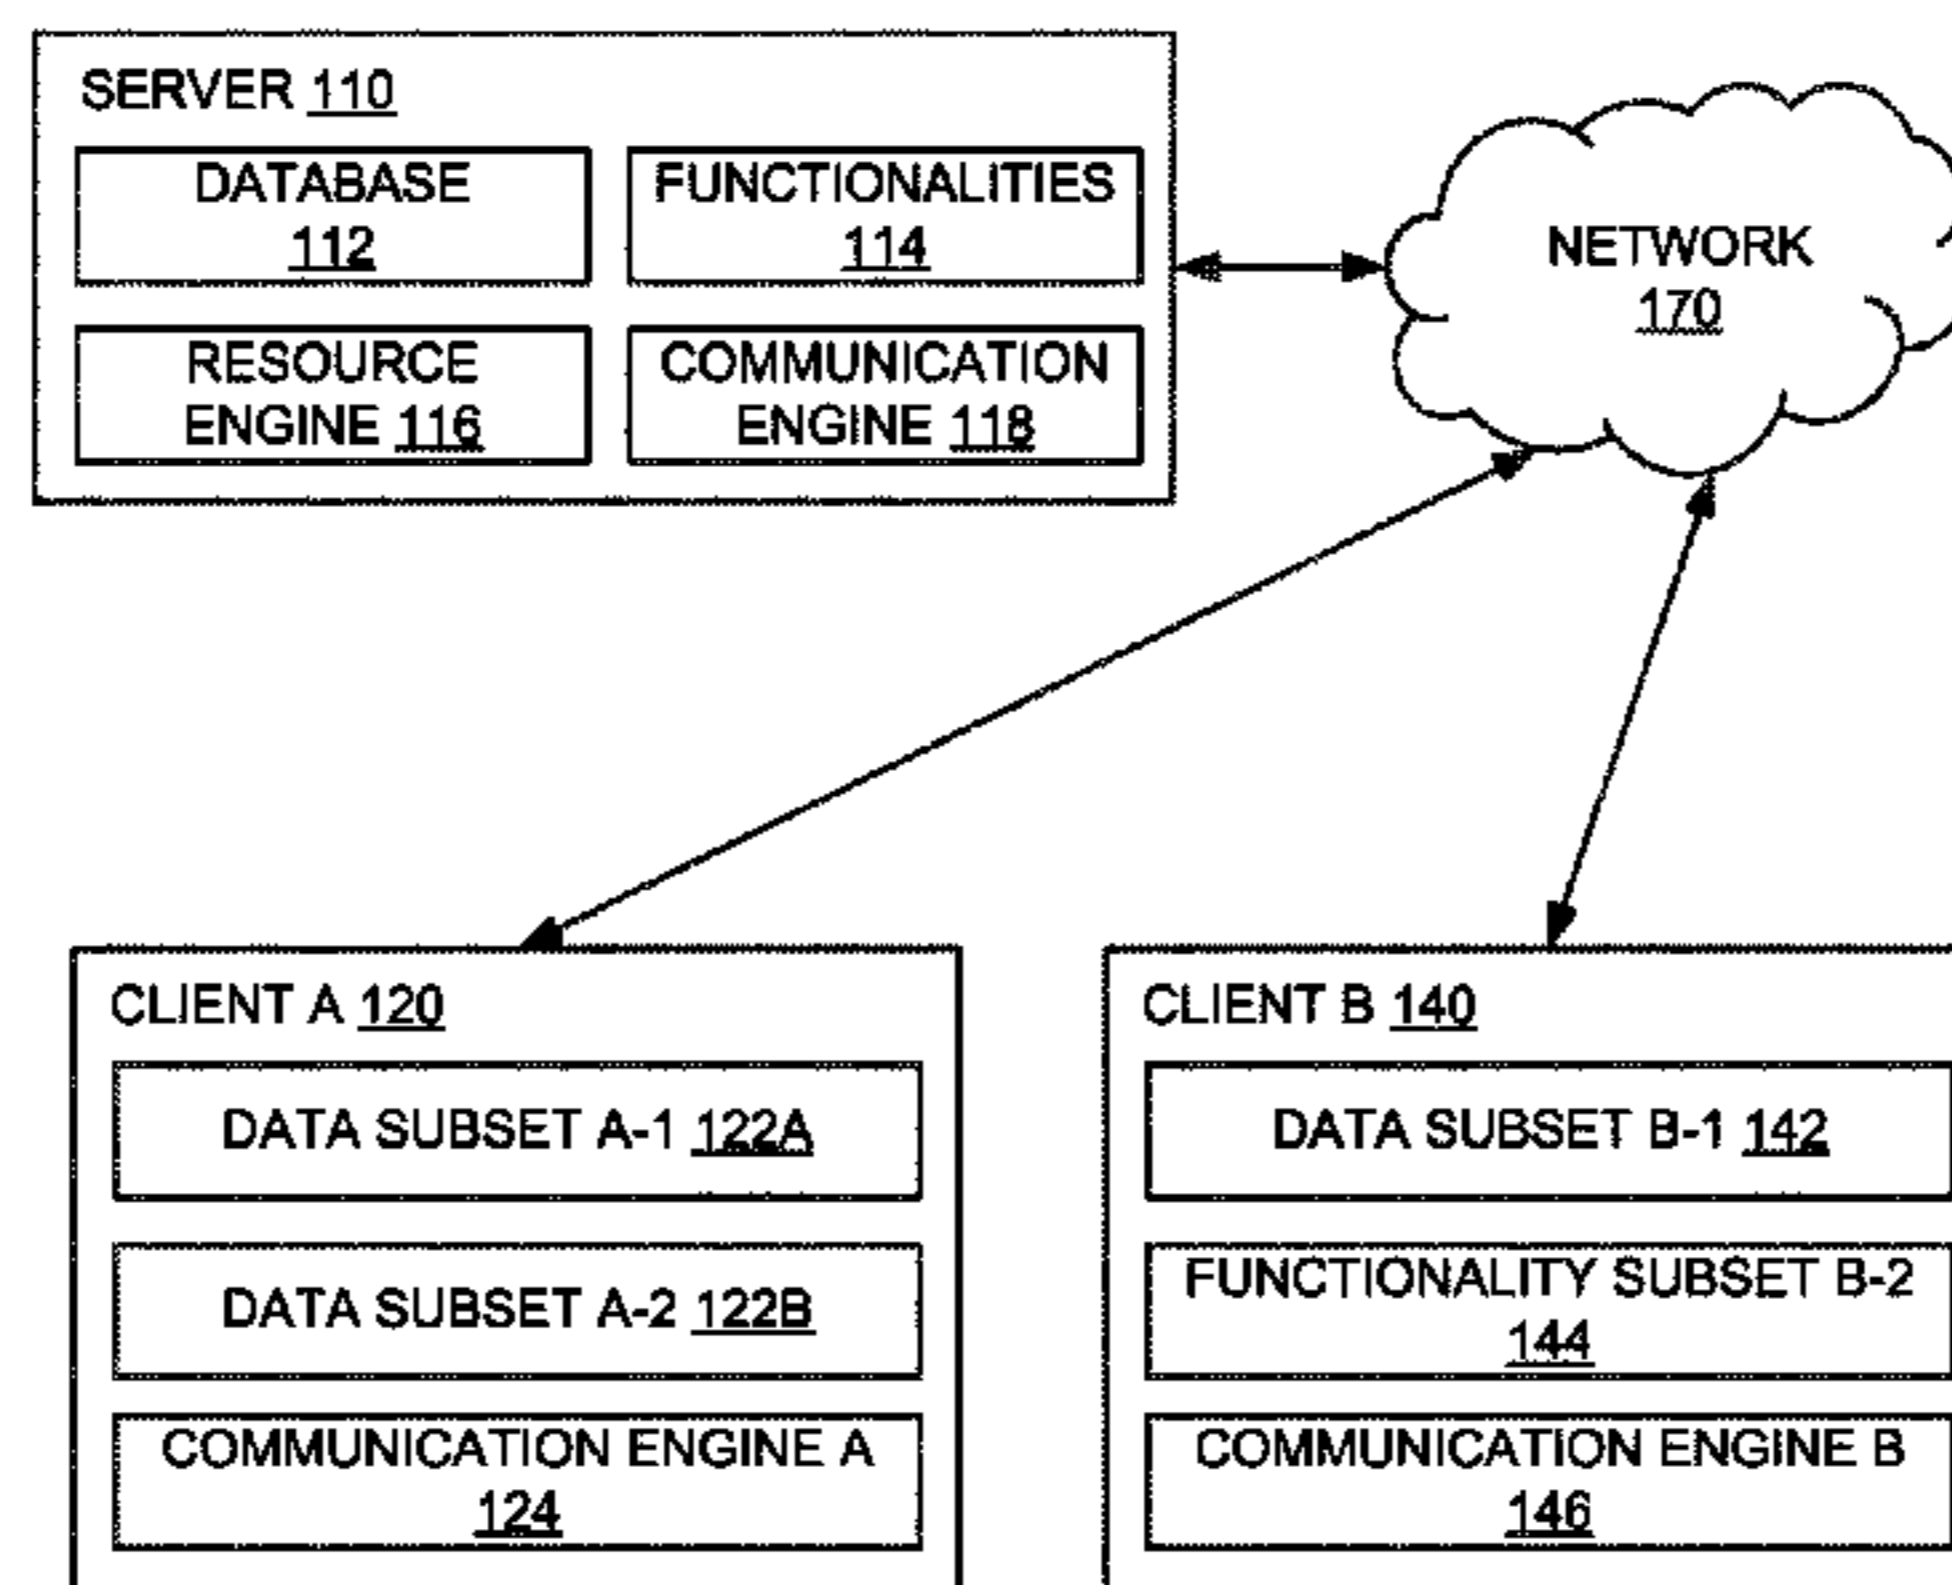 SERVER 110
DATABASE
112
FUNCTIONALITIES
114
RESOURCE
ENGINE 116
COMMUNICATION
ENGINE 118
NETWORK
170
CLIENT A 120
DATA SUBSET A-1 122A
DATA SUBSET A-2 122B
COMMUNICATION ENGINE A
124
CLIENT B 140
DATA SUBSET B-1 142
FUNCTIONALITY SUBSET B-2
144
COMMUNICATION ENGINE B
146